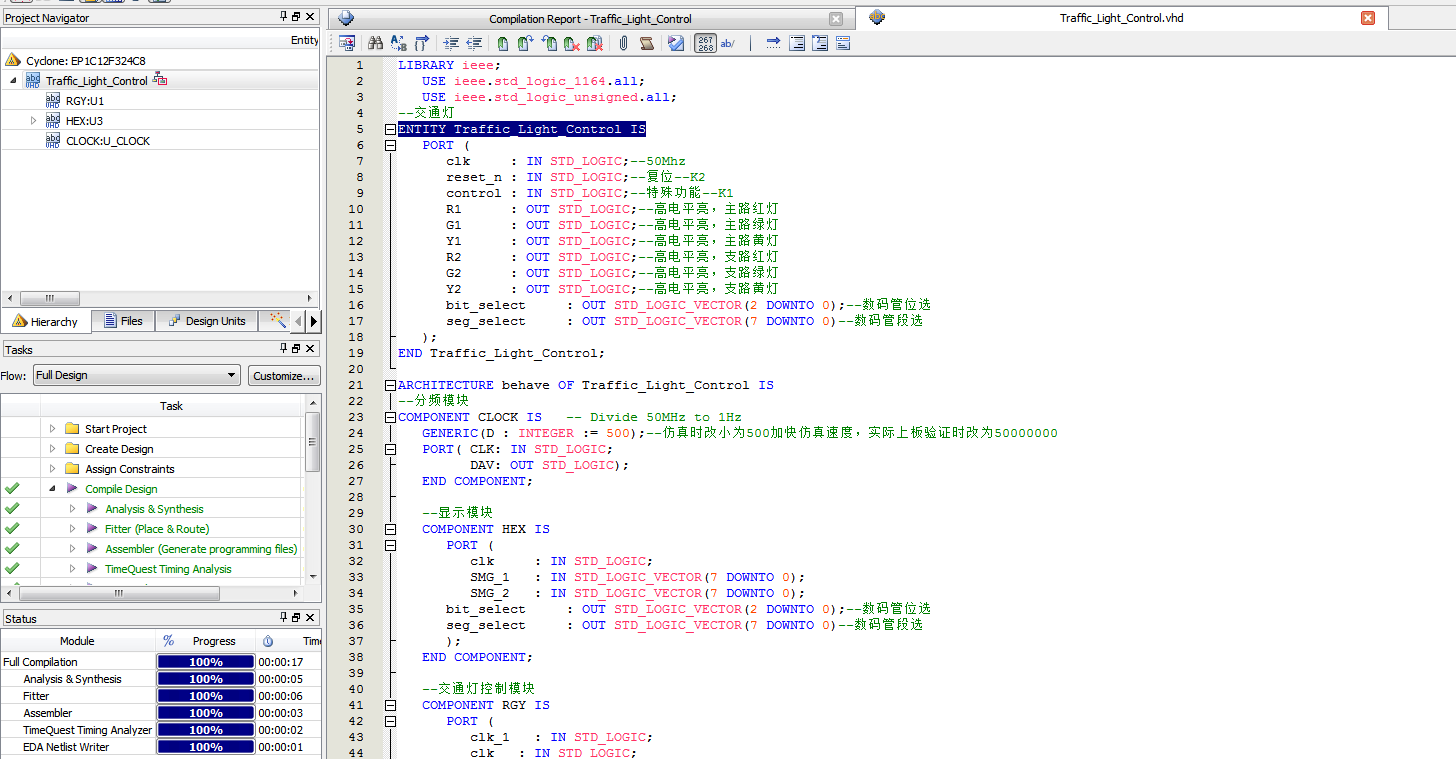 Project Navigator
Entity
Cyclone: EP1C12F324C8
Traffic_Light_Control
RGY:U1
HEX:U3
CLOCK:U_CLOCK
Hierarchy
Files
Design Units
Tasks
Flow:
Full Design
Customize...
Task
Start Project
Create Design
Assign Constraints
Compile Design
Analysis & Synthesis
Fitter (Place & Route)
Assembler (Generate programming files)
TimeQuest Timing Analysis
Status
Module % Progress Time
Full Compilation 100% 00:00:17
Analysis & Synthesis 100% 00:00:05
Fitter 100% 00:00:06
Assembler 100% 00:00:03
TimeQuest Timing Analyzer 100% 00:00:02
EDA Netlist Writer 100% 00:00:01
Compilation Report - Traffic_Light_Control
Traffic_Light_Control.vhd
267
268
ab/
1 LIBRARY ieee;
2 USE ieee.std_logic_1164.all;
3 USE ieee.std_logic_unsigned.all;
4 --交通灯
5 ENTITY Traffic_Light_Control IS
6 PORT (
7 clk : IN STD_LOGIC;--50Mhz
8 reset_n : IN STD_LOGIC;--复位--K2
9 control : IN STD_LOGIC;--特殊功能--K1
10 R1 : OUT STD_LOGIC;--高电平亮，主路红灯
11 G1 : OUT STD_LOGIC;--高电平亮，主路绿灯
12 Y1 : OUT STD_LOGIC;--高电平亮，主路黄灯
13 R2 : OUT STD_LOGIC;--高电平亮，支路红灯
14 G2 : OUT STD_LOGIC;--高电平亮，支路绿灯
15 Y2 : OUT STD_LOGIC;--高电平亮，支路黄灯
16 bit_select : OUT STD_LOGIC_VECTOR(2 DOWNTO 0);--数码管位选
17 seg_select : OUT STD_LOGIC_VECTOR(7 DOWNTO 0)--数码管段选
18 );
19 END Traffic_Light_Control;
20
21 ARCHITECTURE behave OF Traffic_Light_Control IS
22 --分频模块
23 COMPONENT CLOCK IS -- Divide 50MHz to 1Hz
24 GENERIC(D : INTEGER := 500);--仿真时改小为500加快仿真速度，实际上板验证时改为50000000
25 PORT( CLK: IN STD_LOGIC;
26 DAV: OUT STD_LOGIC);
27 END COMPONENT;
28
29 --显示模块
30 COMPONENT HEX IS
31 PORT (
32 clk : IN STD_LOGIC;
33 SMG_1 : IN STD_LOGIC_VECTOR(7 DOWNTO 0);
34 SMG_2 : IN STD_LOGIC_VECTOR(7 DOWNTO 0);
35 bit_select : OUT STD_LOGIC_VECTOR(2 DOWNTO 0);--数码管位选
36 seg_select : OUT STD_LOGIC_VECTOR(7 DOWNTO 0)--数码管段选
37 );
38 END COMPONENT;
39
40 --交通灯控制模块
41 COMPONENT RGY IS
42 PORT (
43 clk_1 : IN STD_LOGIC;
44 clk : IN STD_LOGIC;